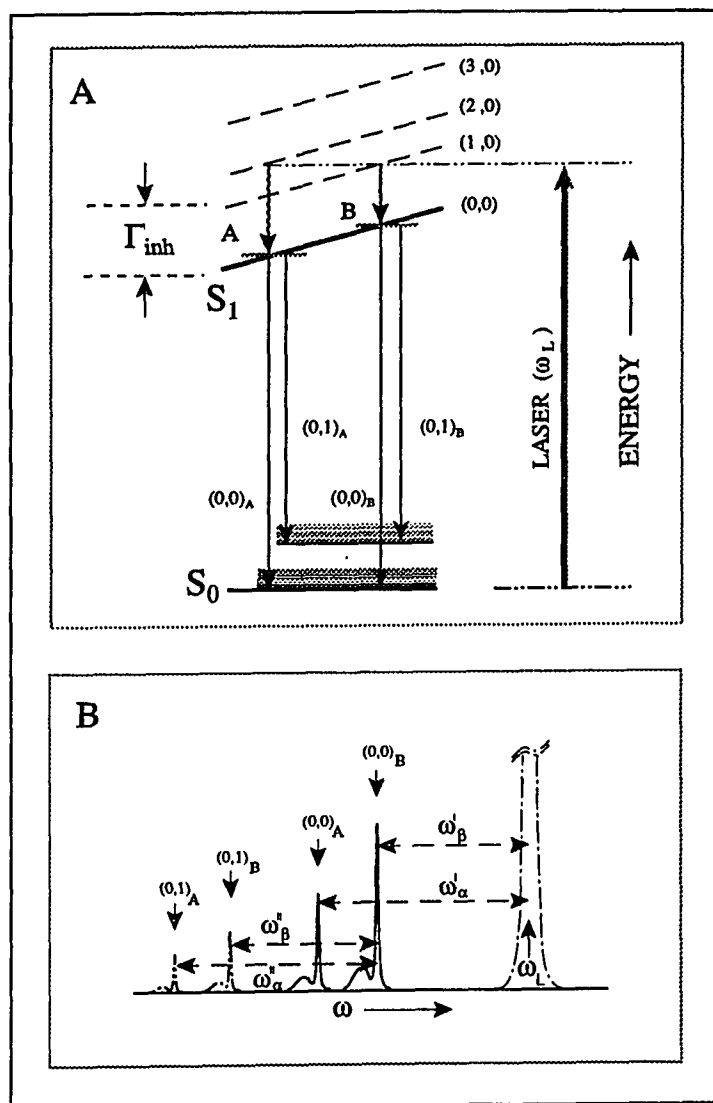 A
(3,0)
(2,0)
(1,0)
(0,0)
Γinh
A
B
S1
LASER (ωL)
ENERGY
(0,1)A
(0,1)B
(0,0)A
(0,0)B
S0
B
(0,0)B
(0,0)A
(0,1)B
(0,1)A
ω'β
ω'α
ω"β
ω"α
ωL
ω